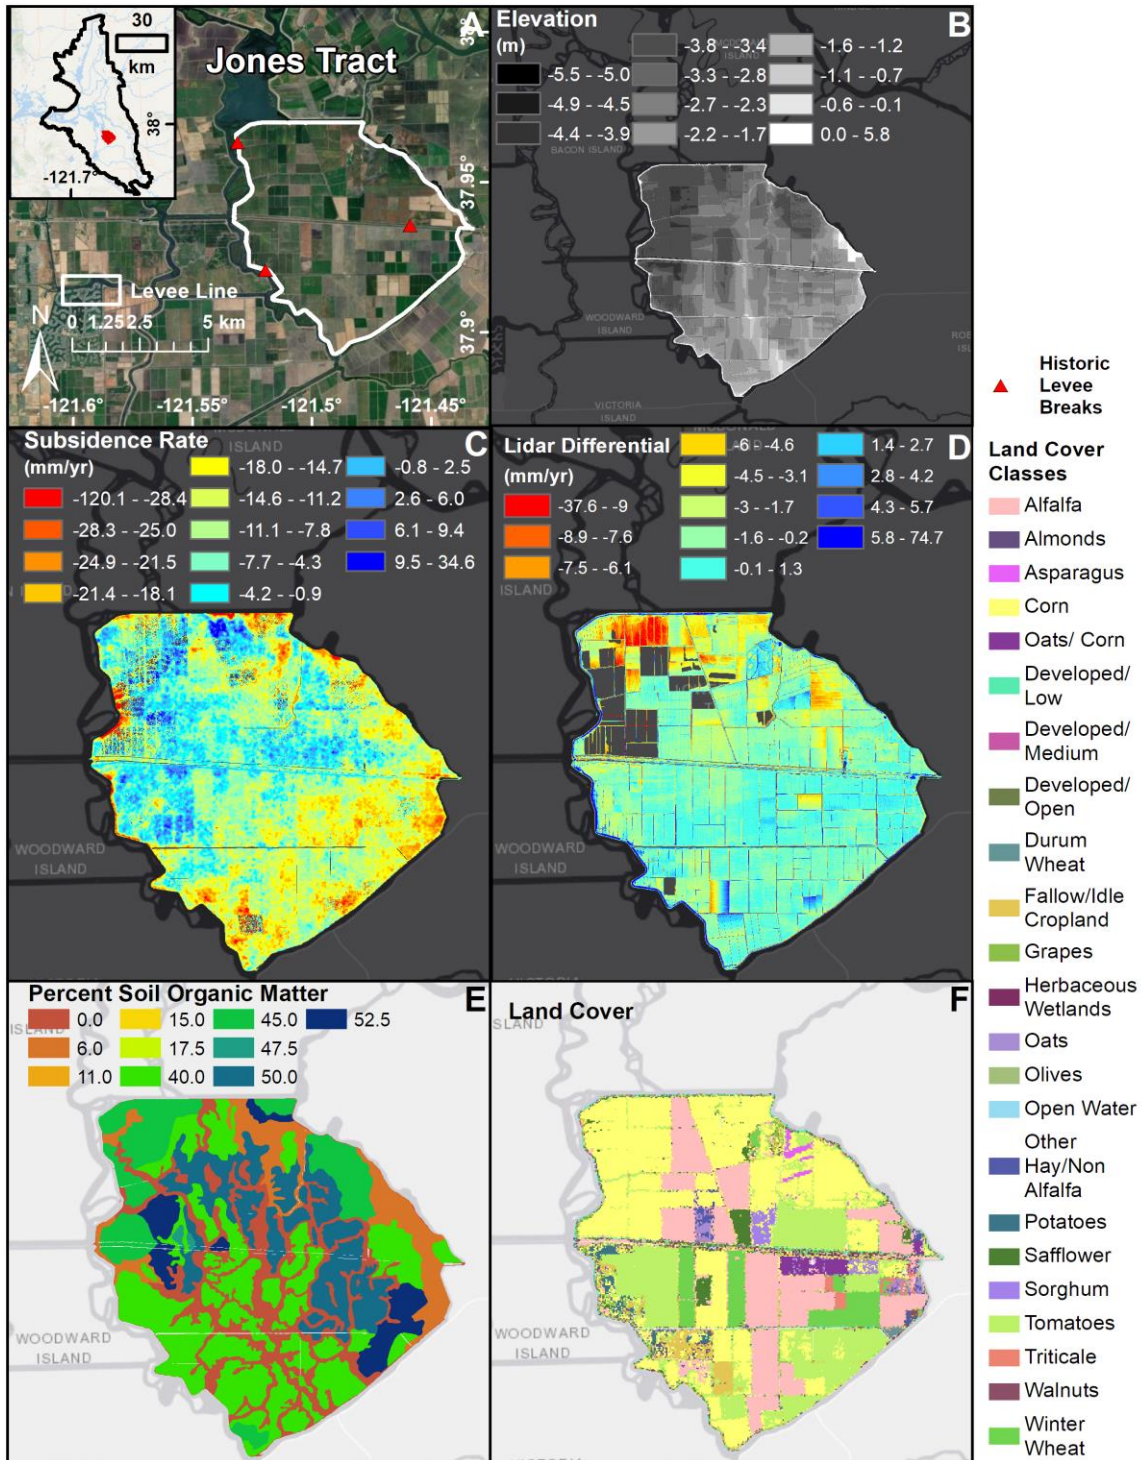 30
km
38°
-121.7°
Jones Tract
A
38°
37.95°
37.9°
Levee Line
N
0 1.25 2.5 5 km
-121.6° -121.55° -121.5° -121.45°
Elevation
(m)
B
-5.5 - -5.0
-4.9 - -4.5
-4.4 - -3.9
-3.8 - -3.4
-3.3 - -2.8
-2.7 - -2.3
-2.2 - -1.7
-1.6 - -1.2
-1.1 - -0.7
-0.6 - -0.1
0.0 - 5.8
BACON ISLAND
WOODWARD
ISLAND
VICTORIA
ISLAND
Historic
Levee
Breaks
Subsidence Rate
(mm/yr)
C
-120.1 - -28.4
-28.3 - -25.0
-24.9 - -21.5
-21.4 - -18.1
-18.0 - -14.7
-14.6 - -11.2
-11.1 - -7.8
-7.7 - -4.3
-4.2 - -0.9
-0.8 - 2.5
2.6 - 6.0
6.1 - 9.4
9.5 - 34.6
ISLAND
WOODWARD
ISLAND
Lidar Differential
(mm/yr)
D
-37.6 - -9
-8.9 - -7.6
-7.5 - -6.1
-6 - -4.6
-4.5 - -3.1
-3 - -1.7
-1.6 - -0.2
-0.1 - 1.3
1.4 - 2.7
2.8 - 4.2
4.3 - 5.7
5.8 - 74.7
ISLAND
WOODWARD
ISLAND
Percent Soil Organic Matter
E
0.0
6.0
11.0
15.0
17.5
40.0
45.0
47.5
50.0
52.5
ISLAND
WOODWARD
ISLAND
Land Cover
F
ISLAND
WOODWARD
ISLAND
Land Cover
Classes
Alfalfa
Almonds
Asparagus
Corn
Oats/ Corn
Developed/
Low
Developed/
Medium
Developed/
Open
Durum
Wheat
Fallow/Idle
Cropland
Grapes
Herbaceous
Wetlands
Oats
Olives
Open Water
Other
Hay/Non
Alfalfa
Potatoes
Safflower
Sorghum
Tomatoes
Triticale
Walnuts
Winter
Wheat